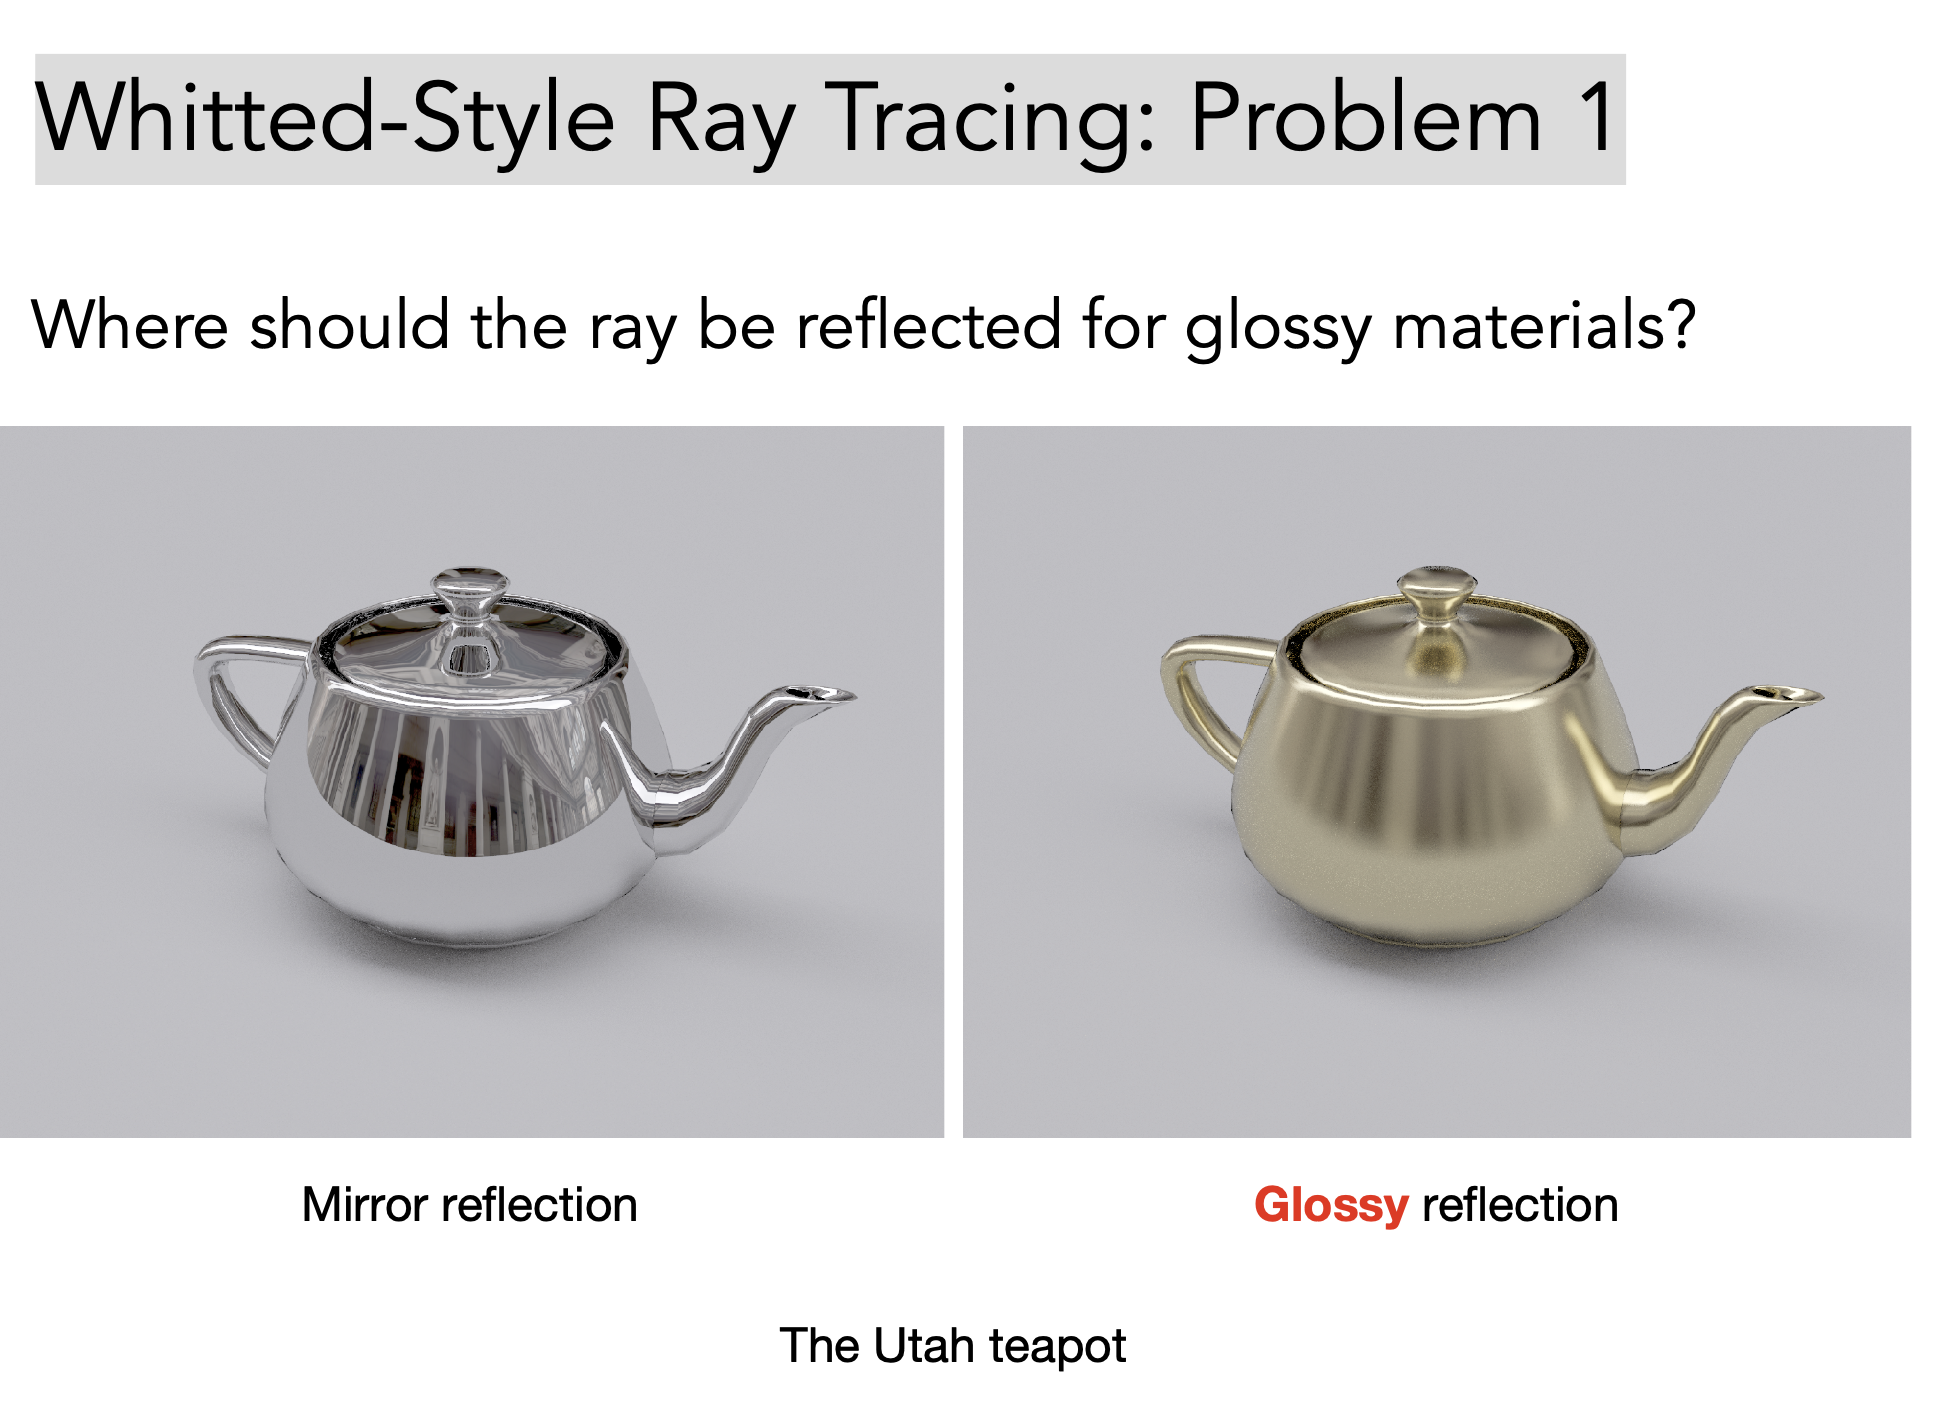 Whitted-Style Ray Tracing: Problem 1
Where should the ray be reflected for glossy materials?
Mirror reflection
Glossy reflection
The Utah teapot